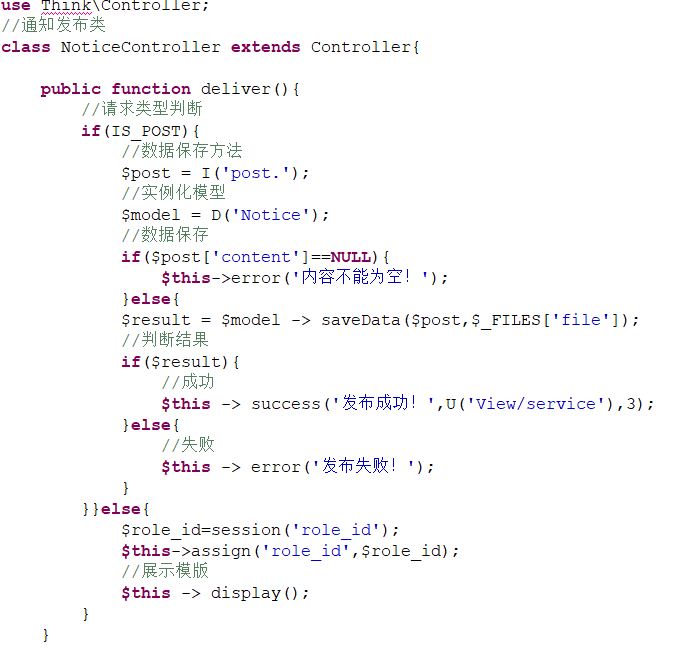 use Think\Controller;
//通知发布类
class NoticeController extends Controller{
public function deliver(){
//请求类型判断
if(IS_POST){
//数据保存方法
$post = I('post.');
//实例化模型
$model = D('Notice');
//数据保存
if($post['content']==NULL){
$this->error('内容不能为空！');
}else{
$result = $model -> saveData($post,$_FILES['file']);
//判断结果
if($result){
//成功
$this -> success('发布成功！',U('View/service'),3);
}else{
//失败
$this -> error('发布失败！');
}
}}else{
$role_id=session('role_id');
$this->assign('role_id',$role_id);
//展示模版
$this -> display();
}
}